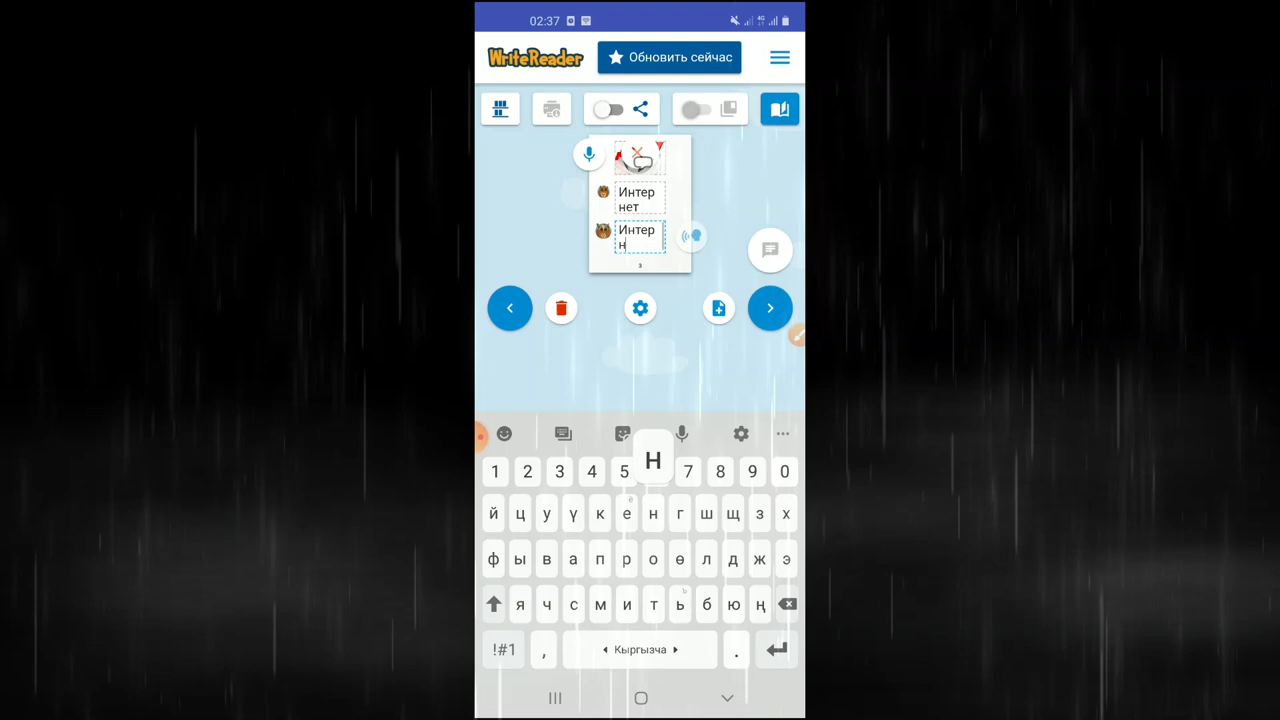 02:37
WriteReader
Обновить сейчас
Интер
нет
Интер
н
3
Н
1 2 3 4 5 7 8 9 0
ё
й ц у ү к е н г ш щ з х
ф ы в а п р о ө л д ж э
ъ
я ч с м и т ь б ю ң
!#1 , Кыргызча .